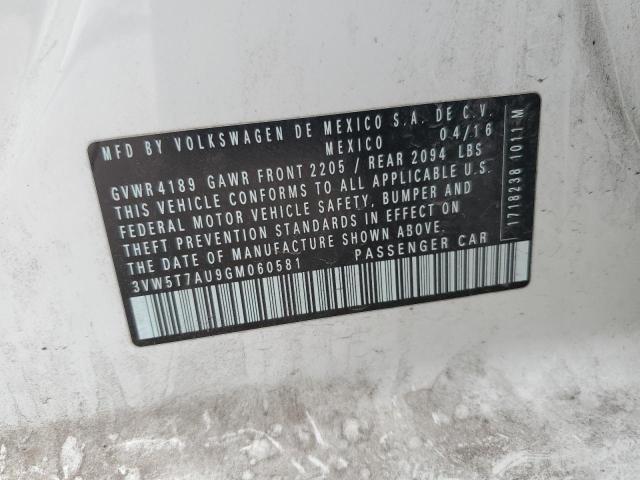 MFD BY VOLKSWAGEN DE MEXICO S.A. DE C.V.
MEXICO 04/16
GVWR 4189 GAWR FRONT 2205 / REAR 2094 LBS
THIS VEHICLE CONFORMS TO ALL APPLICABLE U.S.
FEDERAL MOTOR VEHICLE SAFETY, BUMPER AND
THEFT PREVENTION STANDARDS IN EFFECT ON
THE DATE OF MANUFACTURE SHOWN ABOVE.
3VW5T7AU9GM060581 PASSENGER CAR
1718238 1011-M